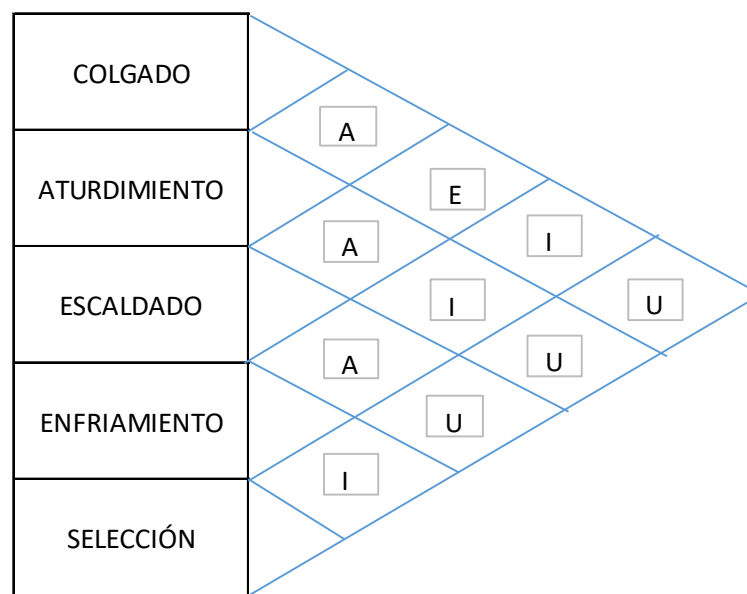 COLGADO
A
ATURDIMIENTO
E
A
I
ESCALDADO
I
U
A
U
ENFRIAMIENTO
U
I
SELECCIÓN